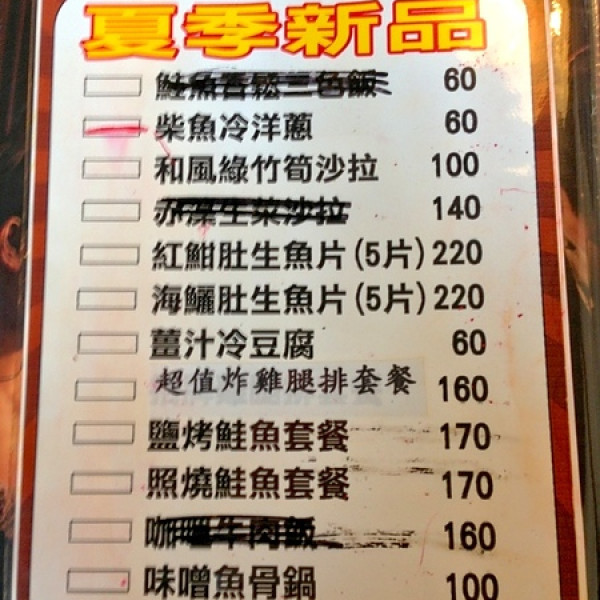 夏季新品
鮭魚香鬆三色飯 60
柴魚冷洋蔥 60
和風綠竹筍沙拉 100
生菜沙拉 140
紅魽肚生魚片(5片) 220
海鱺肚生魚片(5片) 220
薑汁冷豆腐 60
超值炸雞腿排套餐 160
鹽烤鮭魚套餐 170
照燒鮭魚套餐 170
咖哩牛肉飯 160
味噌魚骨鍋 100